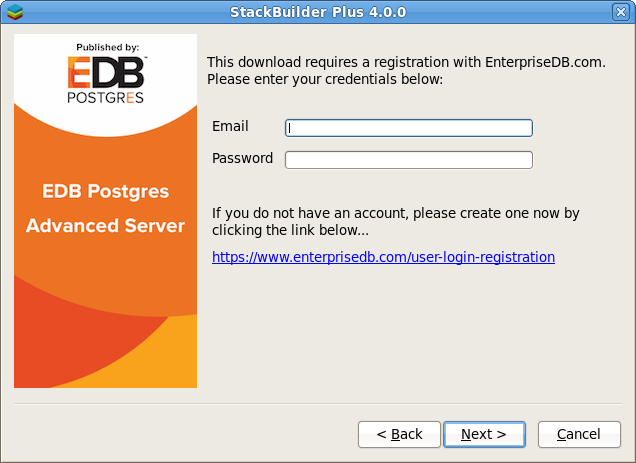 StackBuilder Plus 4.0.0
Published by:
EDB
POSTGRES
EDB Postgres
Advanced Server
This download requires a registration with EnterpriseDB.com.
Please enter your credentials below:
Email
Password
If you do not have an account, please create one now by
clicking the link below...
https://www.enterprisedb.com/user-login-registration
< Back
Next >
Cancel